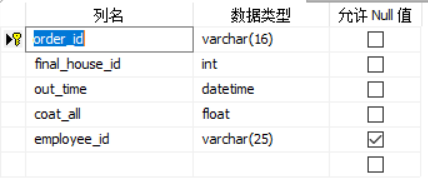 列名 数据类型 允许 Null 值
order_id varchar(16)
final_house_id int
out_time datetime
coat_all float
employee_id varchar(25)